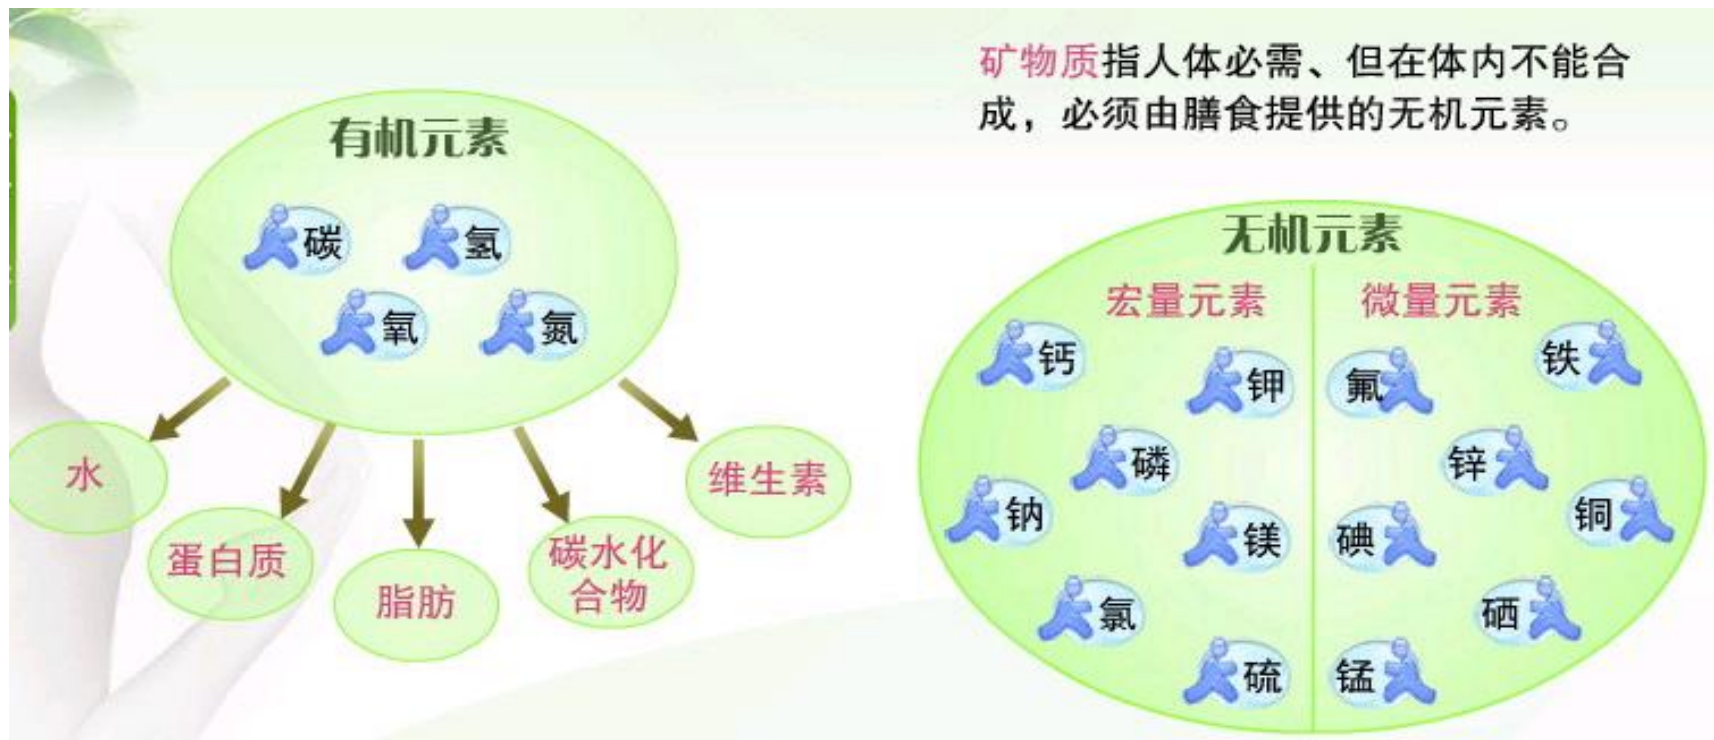 矿物质指人体必需、但在体内不能合
成，必须由膳食提供的无机元素。
有机元素
碳
氢
氧
氮
水
蛋白质
脂肪
碳水化
合物
维生素
无机元素
宏量元素
钙
钾
磷
钠
镁
氯
硫
微量元素
铁
氟
锌
铜
碘
硒
锰